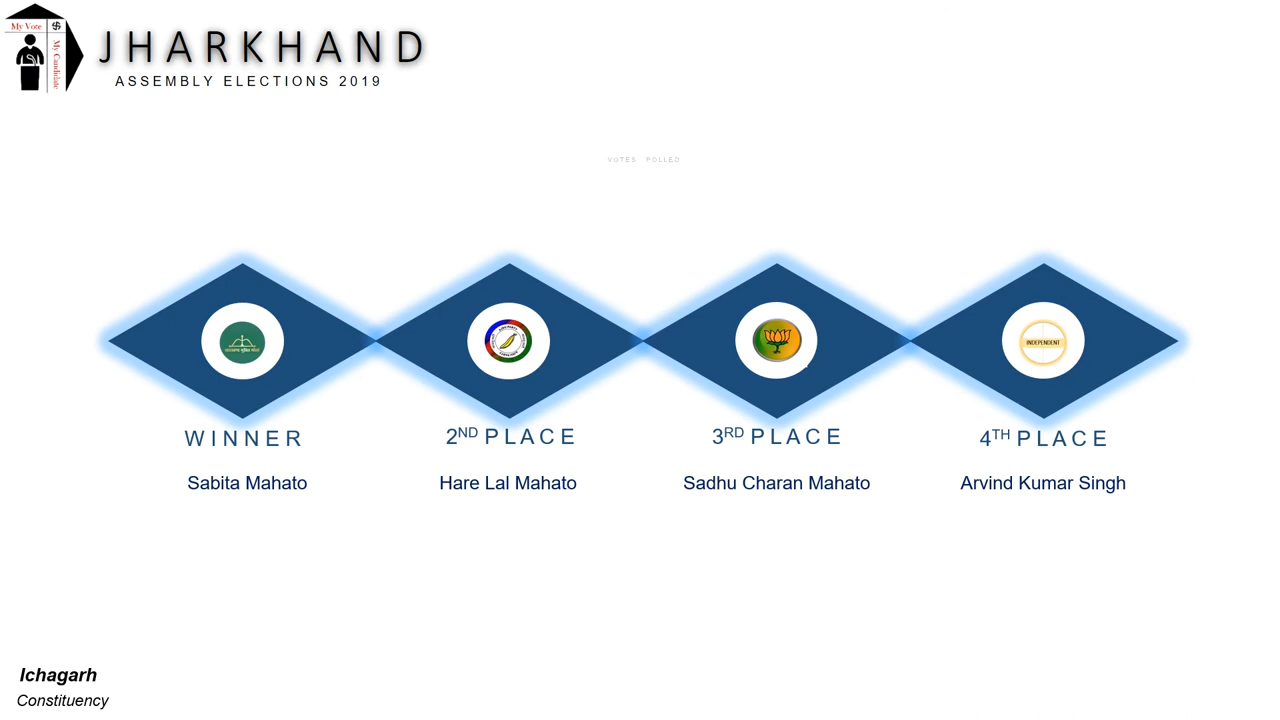 My Vote
My Candidate
JHARKHAND
ASSEMBLY ELECTIONS 2019
VOTES POLLED
INDEPENDENT
WINNER
2ND PLACE
3RD PLACE
4TH PLACE
Sabita Mahato
Hare Lal Mahato
Sadhu Charan Mahato
Arvind Kumar Singh
Ichagarh
Constituency